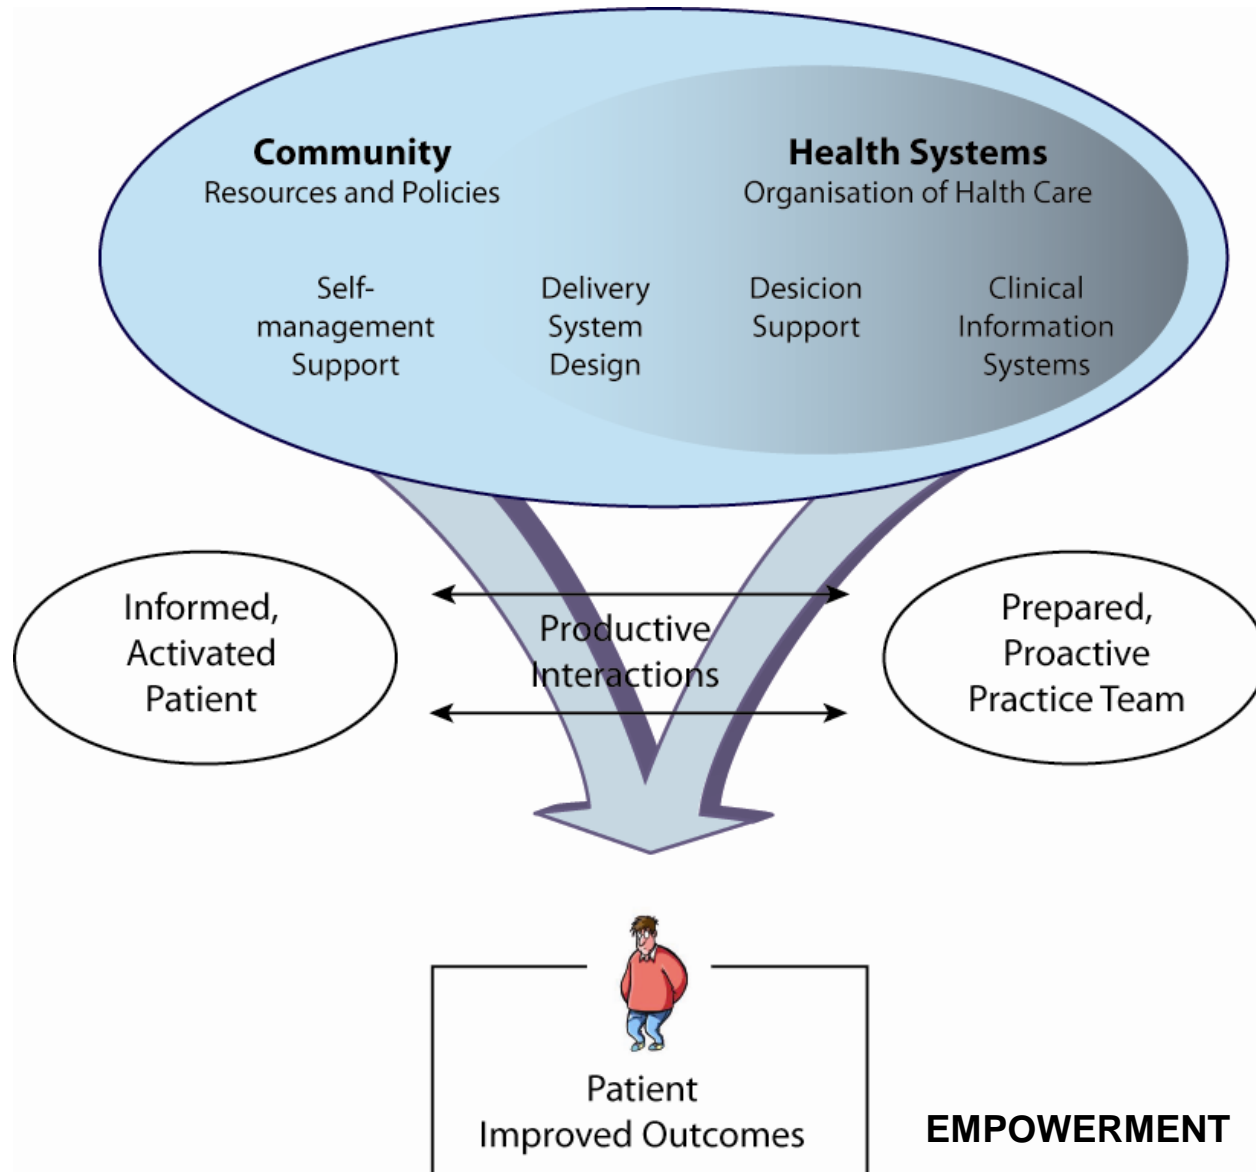 Community
Resources and Policies
Health Systems
Organisation of Halth Care
Self-
management
Support
Delivery
System
Design
Desicion
Support
Clinical
Information
Systems
Informed,
Activated
Patient
Productive
Interactions
Prepared,
Proactive
Practice Team
Patient
Improved Outcomes
EMPOWERMENT